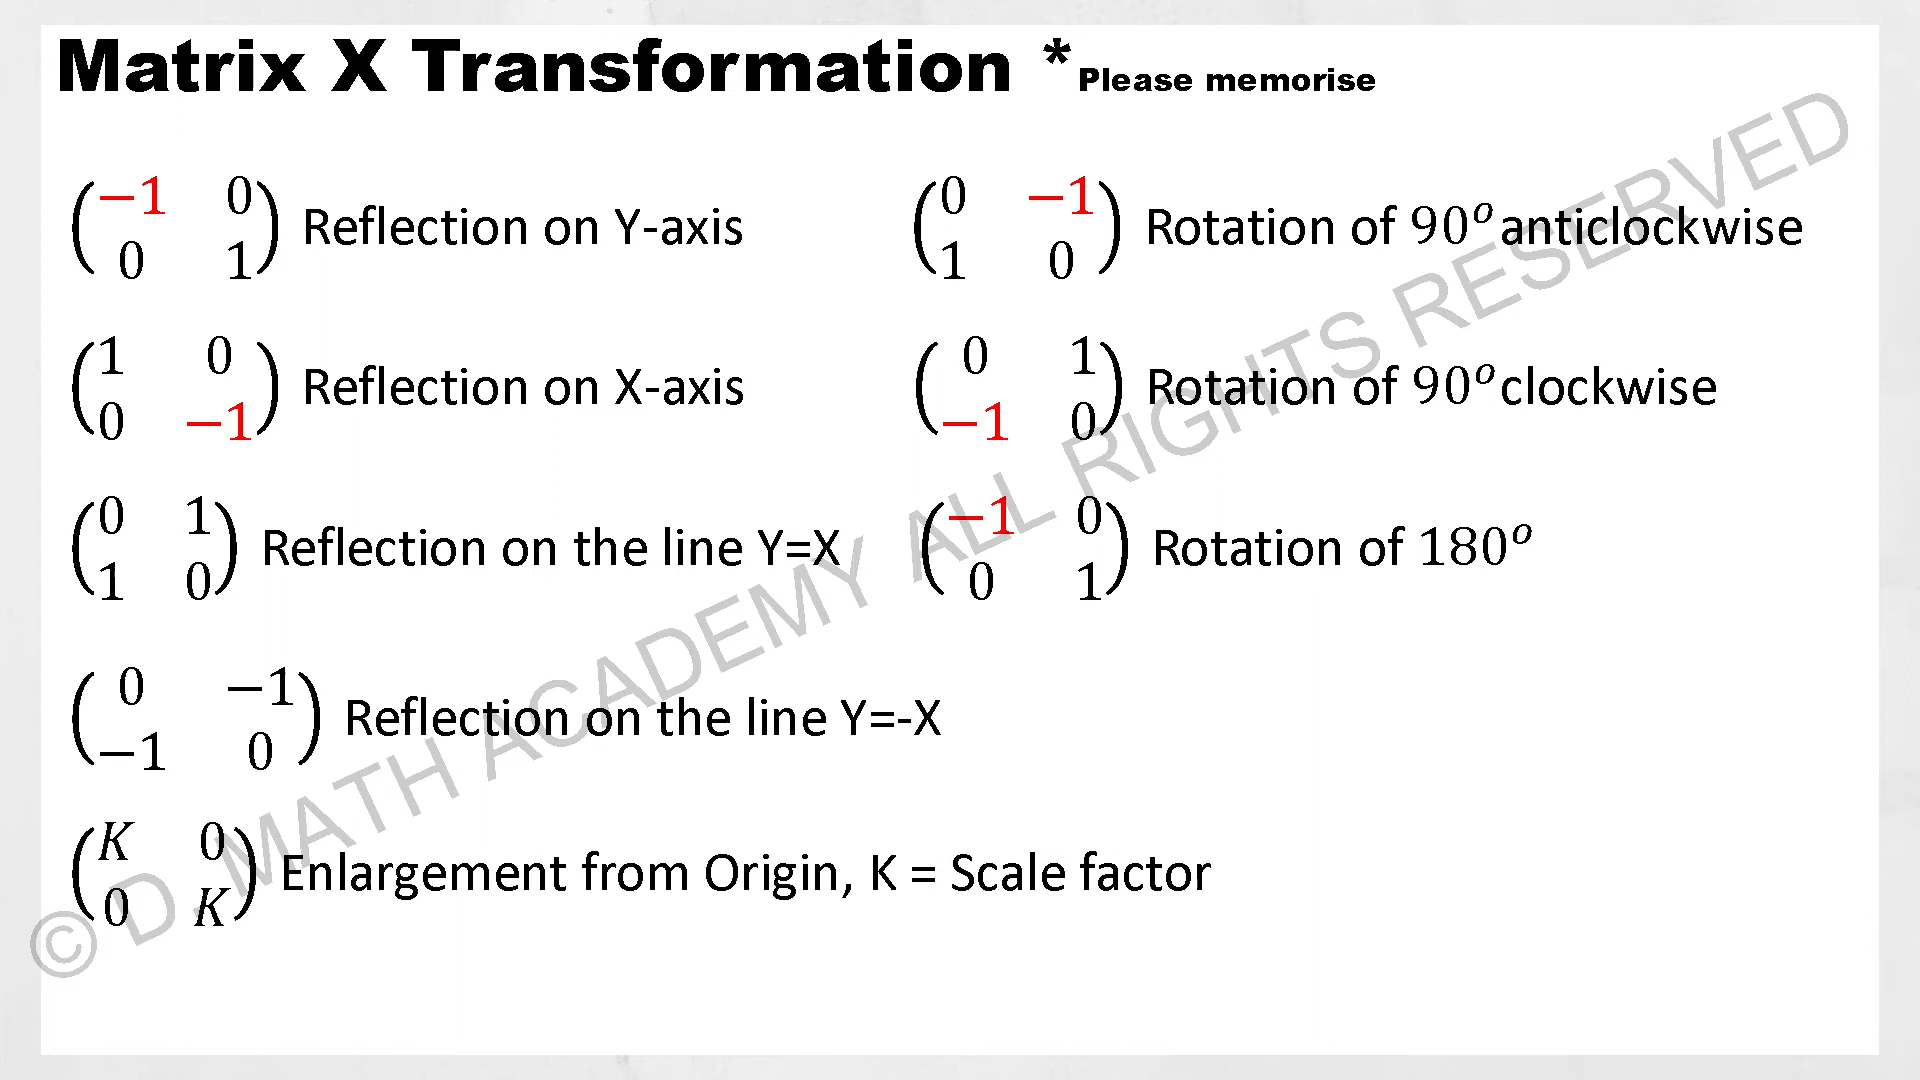 Matrix X Transformation *Please memorise
(−1 0
0 1) Reflection on Y-axis
(1 0
0 −1) Reflection on X-axis
(0 1
1 0) Reflection on the line Y=X
(0 −1
−1 0) Reflection on the line Y=-X
(K 0
0 K) Enlargement from Origin, K = Scale factor
(0 −1
1 0) Rotation of 90° anticlockwise
(0 1
−1 0) Rotation of 90° clockwise
(−1 0
0 1) Rotation of 180°
© D. MATH ACADEMY ALL RIGHTS RESERVED